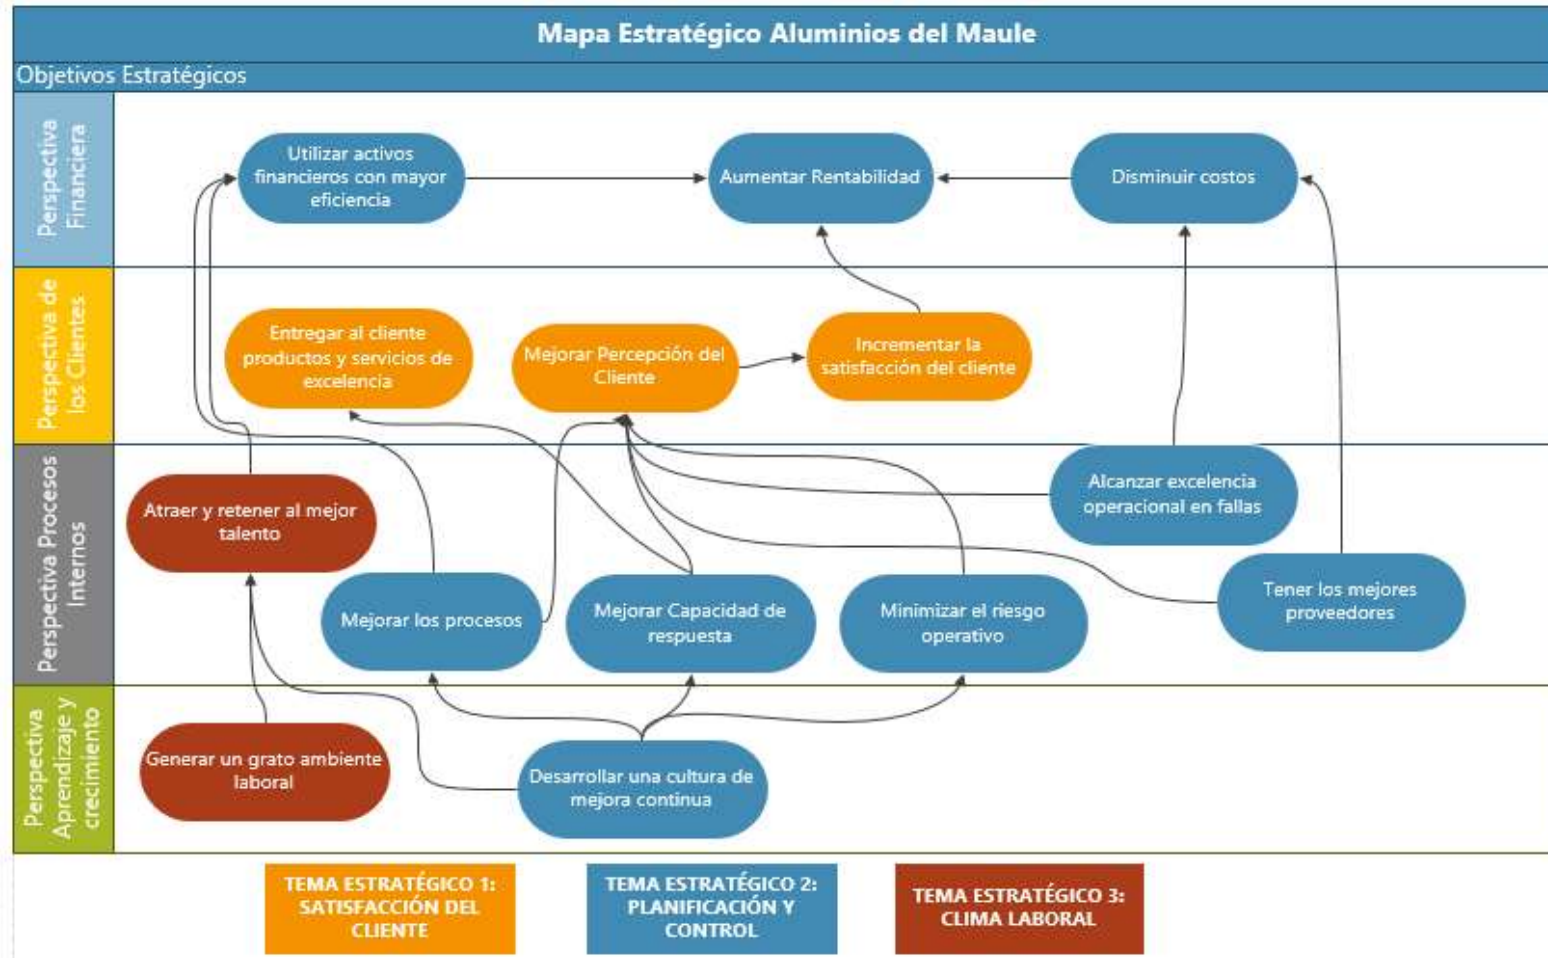 Mapa Estratégico Aluminios del Maule
Objetivos Estratégicos
Perspectiva
Financiera
Utilizar activos
financieros con mayor
eficiencia
Aumentar Rentabilidad
Disminuir costos
Perspectiva de
los Clientes
Entregar al cliente
productos y servicios de
excelencia
Mejorar Percepción del
Cliente
Incrementar la
satisfacción del cliente
Perspectiva Procesos
Internos
Atraer y retener al mejor
talento
Mejorar los procesos
Mejorar Capacidad de
respuesta
Minimizar el riesgo
operativo
Alcanzar excelencia
operacional en fallas
Tener los mejores
proveedores
Perspectiva
Aprendizaje y
crecimiento
Generar un grato ambiente
laboral
Desarrollar una cultura de
mejora continua
TEMA ESTRATÉGICO 1:
SATISFACCIÓN DEL
CLIENTE
TEMA ESTRATÉGICO 2:
PLANIFICACIÓN Y
CONTROL
TEMA ESTRATÉGICO 3:
CLIMA LABORAL